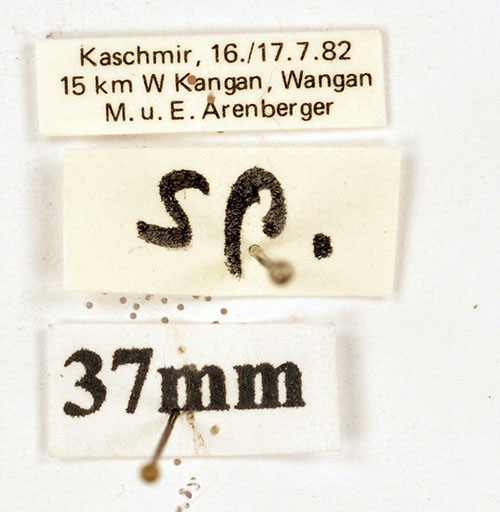 Kaschmir, 16./17.7.82
15 km W Kangan, Wangan
M. u. E. Arenberger
sp.
37mm